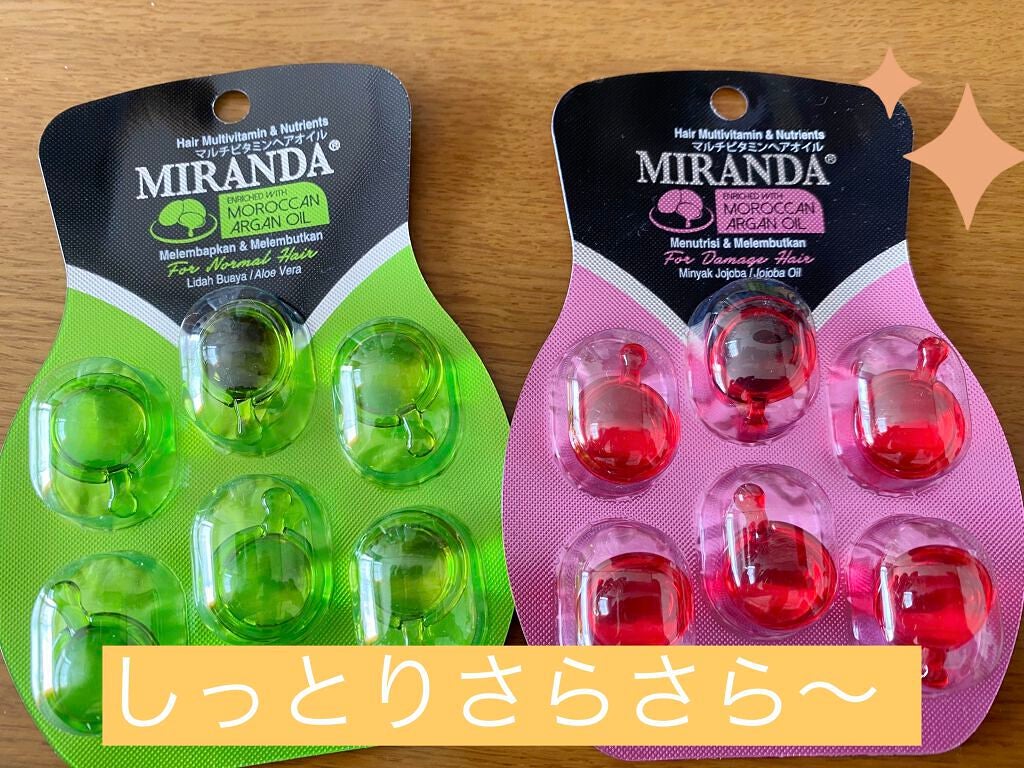 Hair Multivitamin & Nutrients
マルチビタミンヘアオイル
MIRANDA®
ENRICHED WITH
MOROCCAN
ARGAN OIL
Melembapkan & Melembutkan
For Normal Hair
Lidah Buaya / Aloe Vera
Hair Multivitamin & Nutrients
マルチビタミンヘアオイル
MIRANDA®
ENRICHED WITH
MOROCCAN
ARGAN OIL
Menutrisi & Melembutkan
For Damage Hair
Minyak Jojoba / Jojoba Oil
しっとりさらさら〜